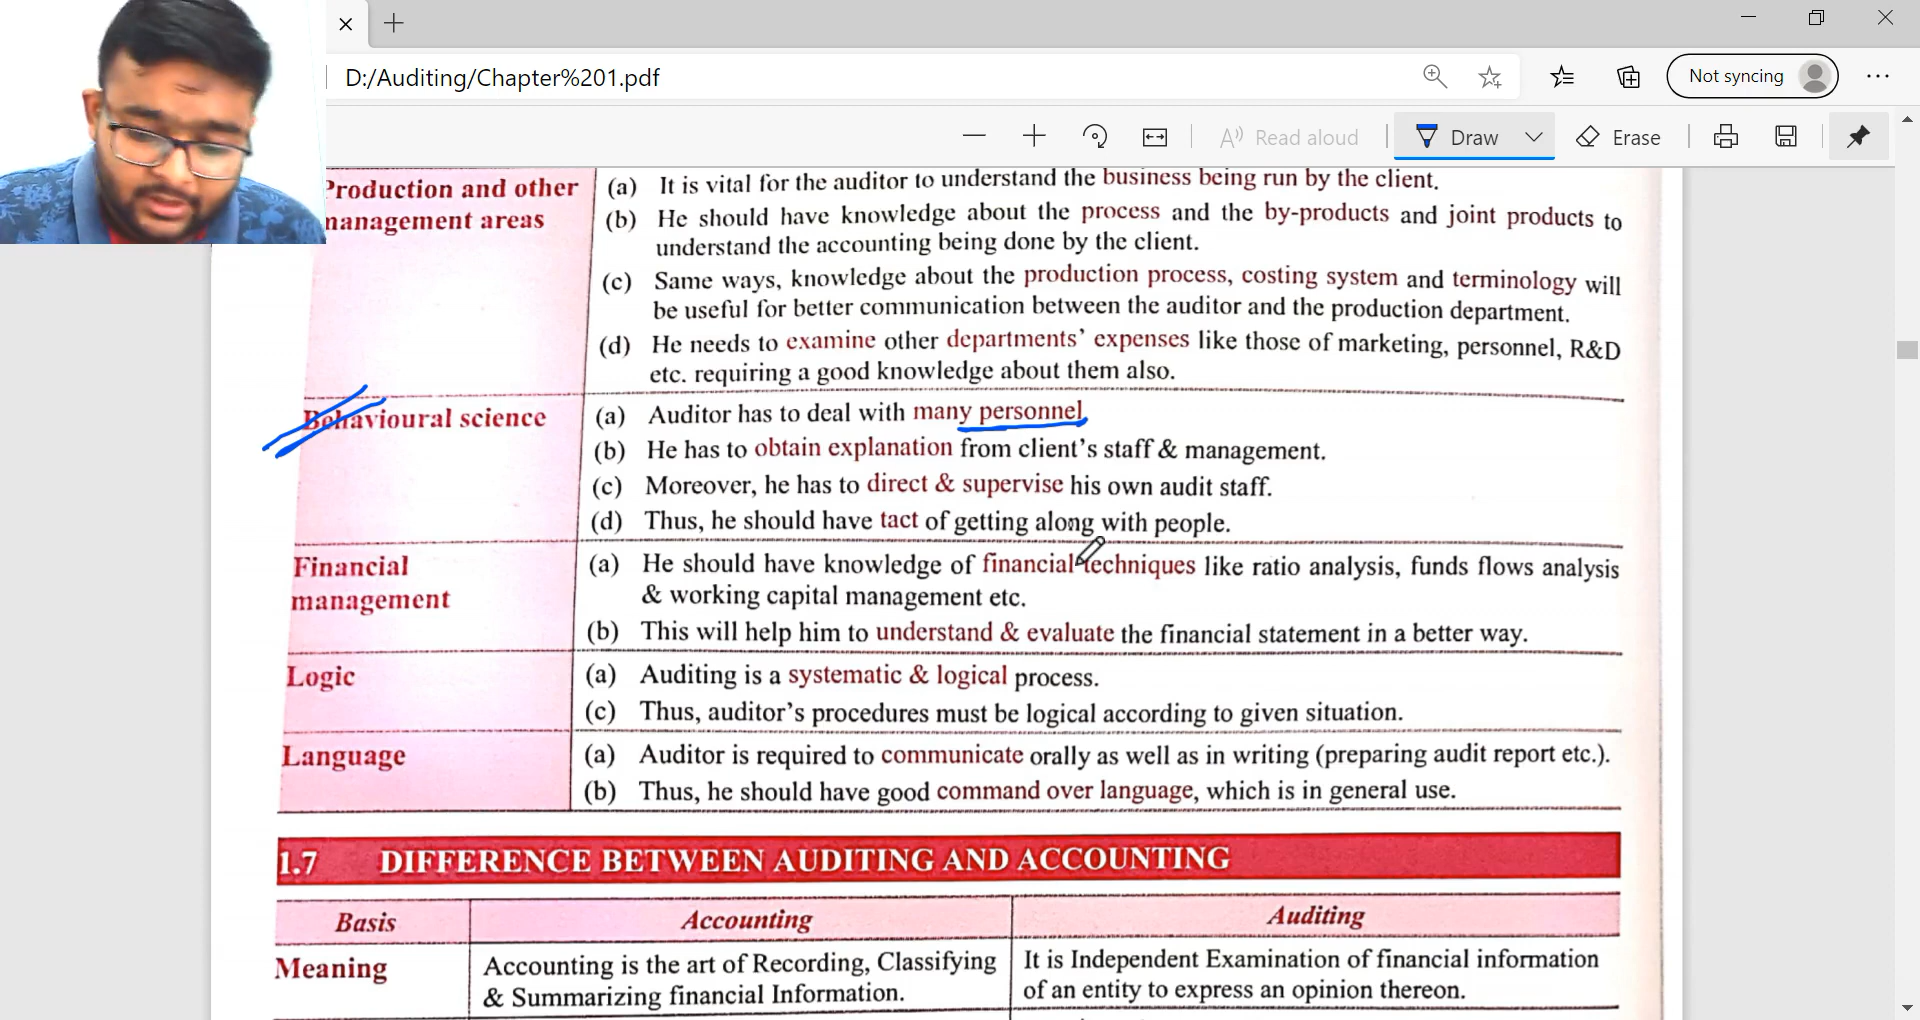 D:/Auditing/Chapter%201.pdf
Not syncing
Read aloud
Draw
Erase
Production and other
management areas
(a) It is vital for the auditor to understand the business being run by the client.
(b) He should have knowledge about the process and the by-products and joint products to
understand the accounting being done by the client.
(c) Same ways, knowledge about the production process, costing system and terminology will
be useful for better communication between the auditor and the production department.
(d) He needs to examine other departments’ expenses like those of marketing, personnel, R&D
etc. requiring a good knowledge about them also.
Behavioural science
(a) Auditor has to deal with many personnel
(b) He has to obtain explanation from client’s staff & management.
(c) Moreover, he has to direct & supervise his own audit staff.
(d) Thus, he should have tact of getting along with people.
Financial
management
(a) He should have knowledge of financial techniques like ratio analysis, funds flows analysis
& working capital management etc.
(b) This will help him to understand & evaluate the financial statement in a better way.
Logic
(a) Auditing is a systematic & logical process.
(c) Thus, auditor’s procedures must be logical according to given situation.
Language
(a) Auditor is required to communicate orally as well as in writing (preparing audit report etc.).
(b) Thus, he should have good command over language, which is in general use.
1.7 DIFFERENCE BETWEEN AUDITING AND ACCOUNTING
Basis Accounting Auditing
Meaning
Accounting is the art of Recording, Classifying
& Summarizing financial Information.
It is Independent Examination of financial information
of an entity to express an opinion thereon.